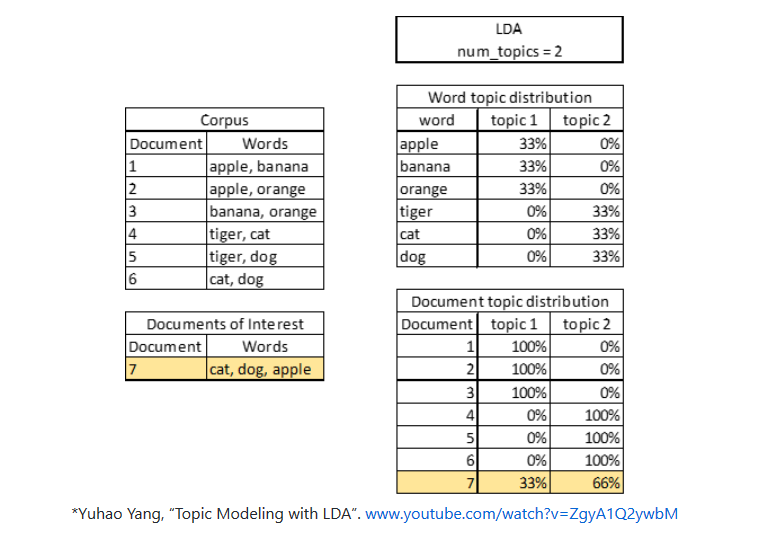 LDA
num_topics = 2
Corpus
Document Words
1 apple, banana
2 apple, orange
3 banana, orange
4 tiger, cat
5 tiger, dog
6 cat, dog
Documents of Interest
Document Words
7 cat, dog, apple
Word topic distribution
word topic 1 topic 2
apple 33% 0%
banana 33% 0%
orange 33% 0%
tiger 0% 33%
cat 0% 33%
dog 0% 33%
Document topic distribution
Document topic 1 topic 2
1 100% 0%
2 100% 0%
3 100% 0%
4 0% 100%
5 0% 100%
6 0% 100%
7 33% 66%
*Yuhao Yang, “Topic Modeling with LDA”. www.youtube.com/watch?v=ZgyA1Q2ywbM